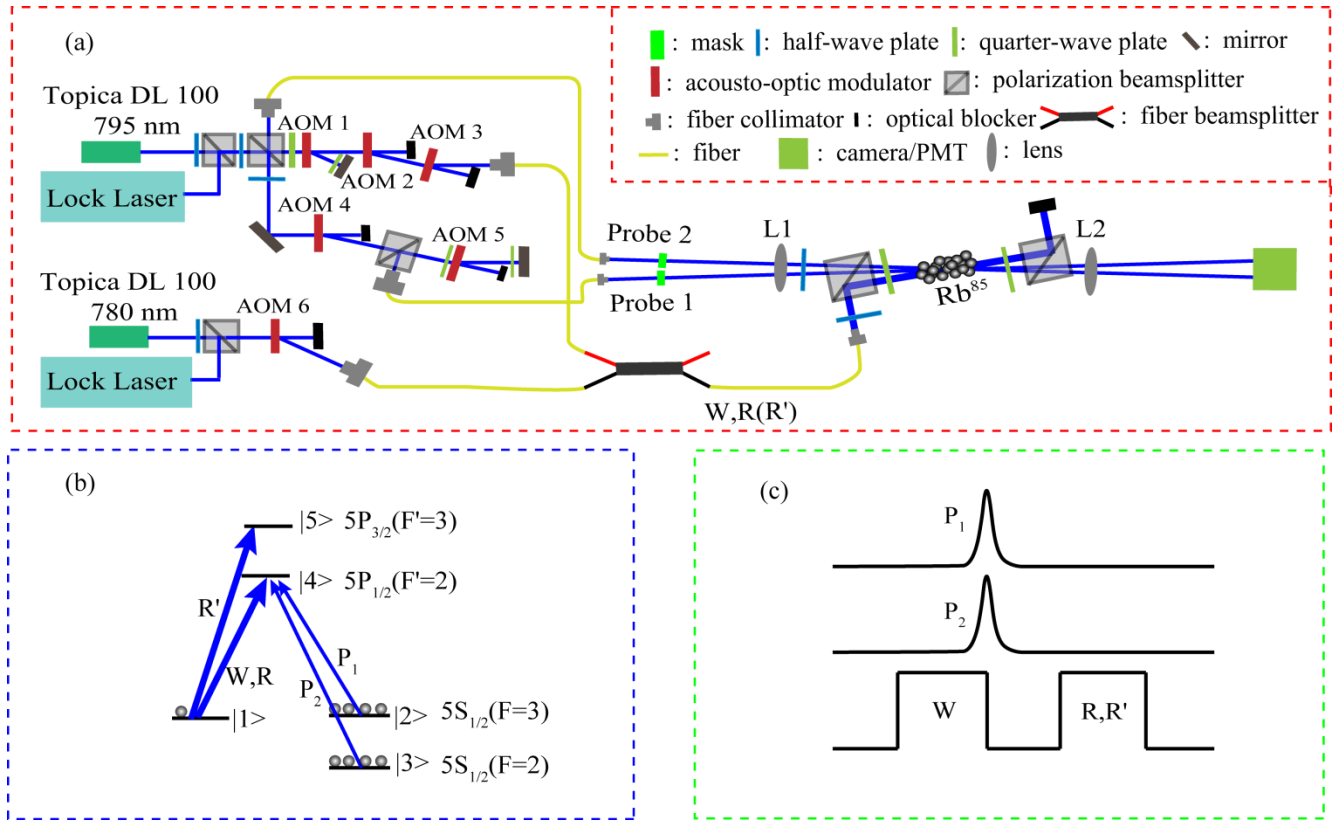 (a)
: mask : half-wave plate : quarter-wave plate : mirror
: acousto-optic modulator : polarization beamsplitter
: fiber collimator : optical blocker : fiber beamsplitter
: fiber : camera/PMT : lens
Topica DL 100
795 nm
Lock Laser
AOM 1
AOM 2
AOM 3
AOM 4
AOM 5
Topica DL 100
780 nm
Lock Laser
AOM 6
Probe 2
Probe 1
L1
Rb85
L2
W,R(R')
(b)
|5> 5P3/2(F'=3)
|4> 5P1/2(F'=2)
R'
W,R
P1
P2
|1>
|2> 5S1/2(F=3)
|3> 5S1/2(F=2)
(c)
P1
P2
W
R,R'